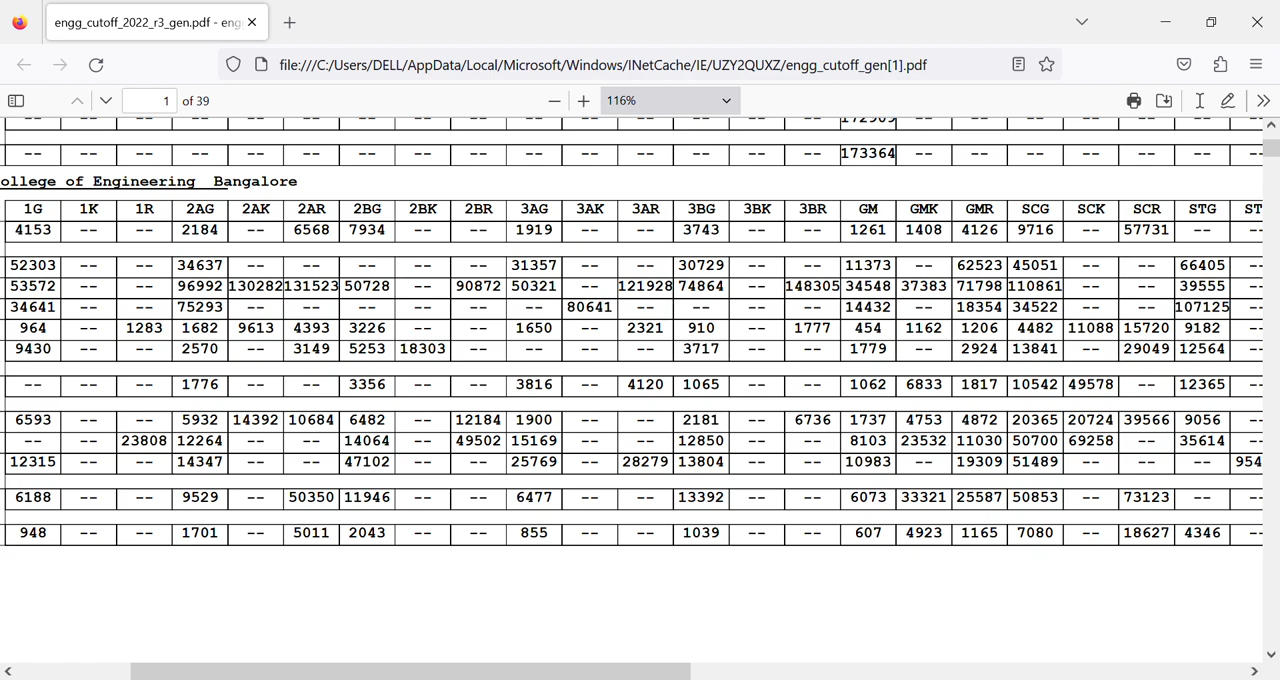 engg_cutoff_2022_r3_gen.pdf - eng
file:///C:/Users/DELL/AppData/Local/Microsoft/Windows/INetCache/IE/UZY2QUXZ/engg_cutoff_gen[1].pdf
1 of 39 116%
-- -- -- -- -- -- -- -- -- -- -- -- -- -- -- 172909 -- -- -- -- -- -- --
-- -- -- -- -- -- -- -- -- -- -- -- -- -- -- 173364 -- -- -- -- -- -- --
ollege of Engineering Bangalore
1G 1K 1R 2AG 2AK 2AR 2BG 2BK 2BR 3AG 3AK 3AR 3BG 3BK 3BR GM GMK GMR SCG SCK SCR STG ST
4153 -- -- 2184 -- 6568 7934 -- -- 1919 -- -- 3743 -- -- 1261 1408 4126 9716 -- 57731 -- --
52303 -- -- 34637 -- -- -- -- -- 31357 -- -- 30729 -- -- 11373 -- 62523 45051 -- -- 66405 --
53572 -- -- 96992 130282 131523 50728 -- 90872 50321 -- 121928 74864 -- 148305 34548 37383 71798 110861 -- -- 39555 --
34641 -- -- 75293 -- -- -- -- -- -- 80641 -- -- -- -- 14432 -- 18354 34522 -- -- 107125 --
964 -- 1283 1682 9613 4393 3226 -- -- 1650 -- 2321 910 -- 1777 454 1162 1206 4482 11088 15720 9182 --
9430 -- -- 2570 -- 3149 5253 18303 -- -- -- -- 3717 -- -- 1779 -- 2924 13841 -- 29049 12564 --
-- -- -- 1776 -- -- 3356 -- -- 3816 -- 4120 1065 -- -- 1062 6833 1817 10542 49578 -- 12365 --
6593 -- -- 5932 14392 10684 6482 -- 12184 1900 -- -- 2181 -- 6736 1737 4753 4872 20365 20724 39566 9056 --
-- -- 23808 12264 -- -- 14064 -- 49502 15169 -- -- 12850 -- -- 8103 23532 11030 50700 69258 -- 35614 --
12315 -- -- 14347 -- -- 47102 -- -- 25769 -- 28279 13804 -- -- 10983 -- 19309 51489 -- -- -- 954
6188 -- -- 9529 -- 50350 11946 -- -- 6477 -- -- 13392 -- -- 6073 33321 25587 50853 -- 73123 -- --
948 -- -- 1701 -- 5011 2043 -- -- 855 -- -- 1039 -- -- 607 4923 1165 7080 -- 18627 4346 --